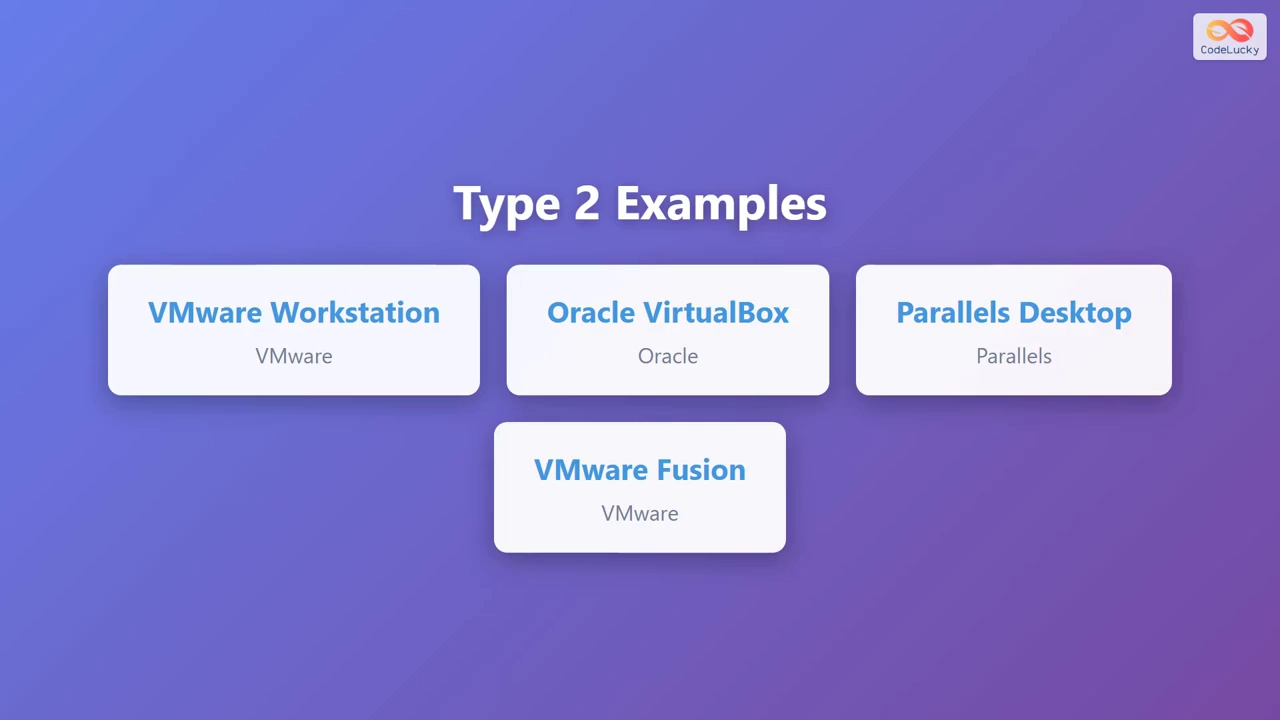 CodeLucky
Type 2 Examples
VMware Workstation
VMware
Oracle VirtualBox
Oracle
Parallels Desktop
Parallels
VMware Fusion
VMware